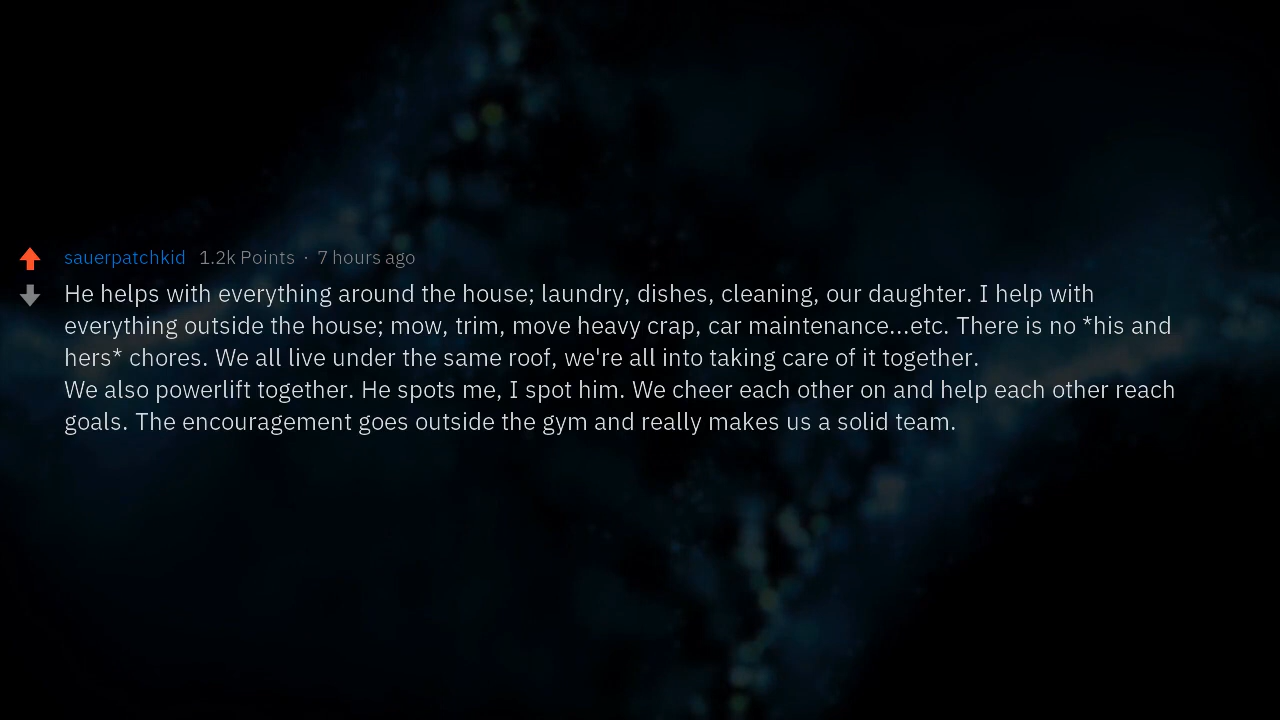 sauerpatchkid 1.2k Points · 7 hours ago
He helps with everything around the house; laundry, dishes, cleaning, our daughter. I help with
everything outside the house; mow, trim, move heavy crap, car maintenance...etc. There is no *his and
hers* chores. We all live under the same roof, we're all into taking care of it together.
We also powerlift together. He spots me, I spot him. We cheer each other on and help each other reach
goals. The encouragement goes outside the gym and really makes us a solid team.